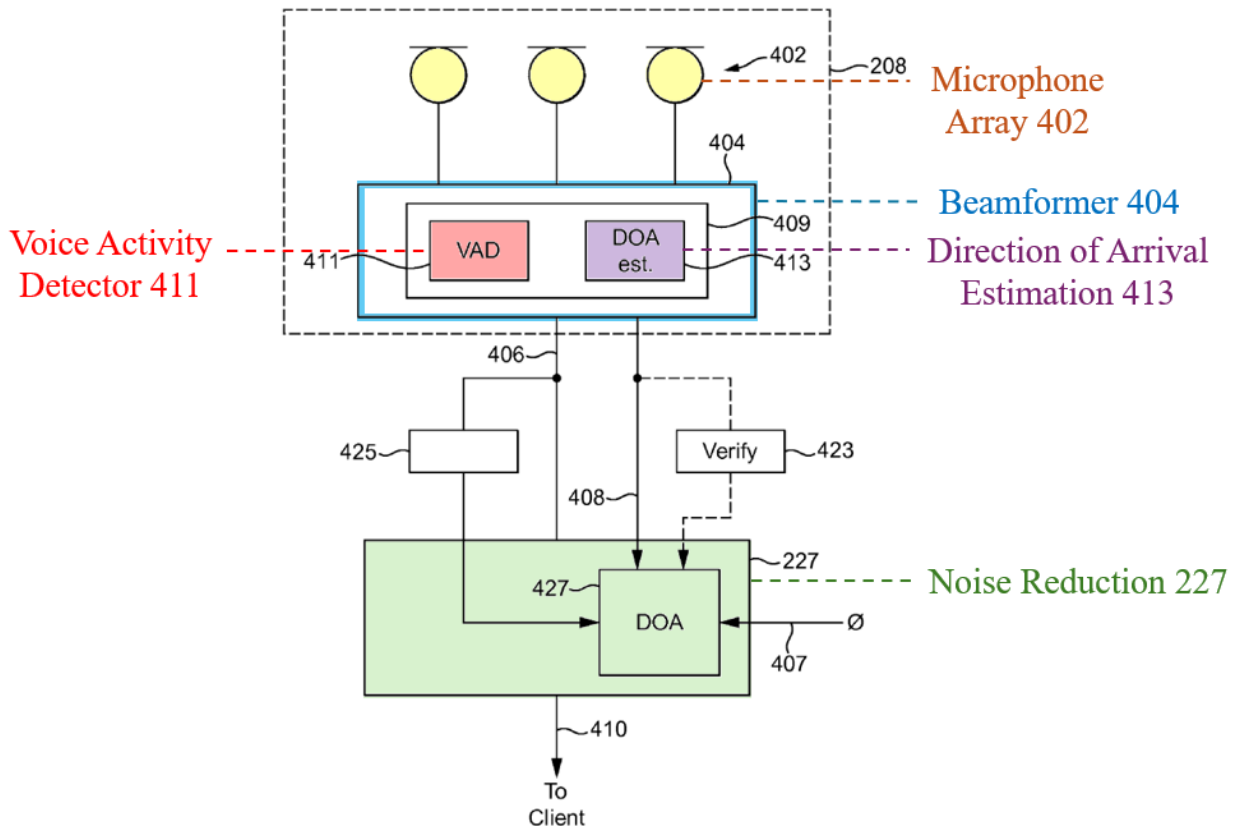 402
208
Microphone
Array 402
404
Beamformer 404
409
Voice Activity
Detector 411
VAD
411
DOA
est.
413
Direction of Arrival
Estimation 413
406
425
Verify
423
408
227
Noise Reduction 227
427
DOA
Ø
407
410
To
Client